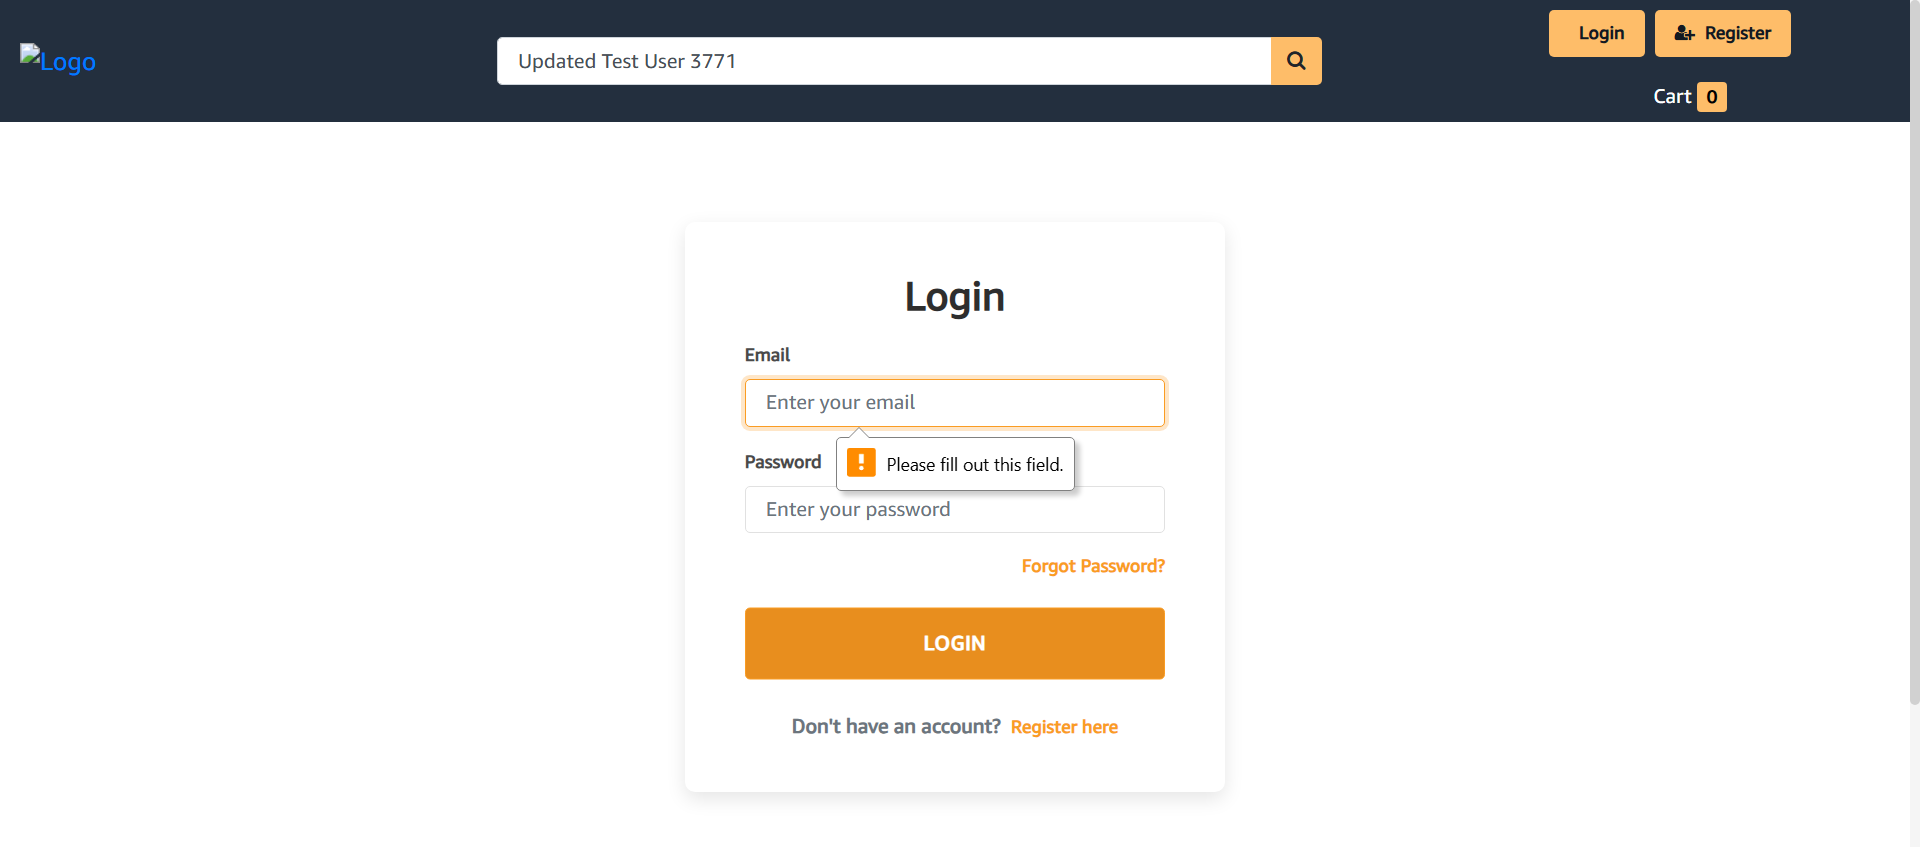 Logo
Updated Test User 3771
Login
Register
Cart 0
Login
Email
Enter your email
Please fill out this field.
Password
Enter your password
Forgot Password?
LOGIN
Don't have an account? Register here